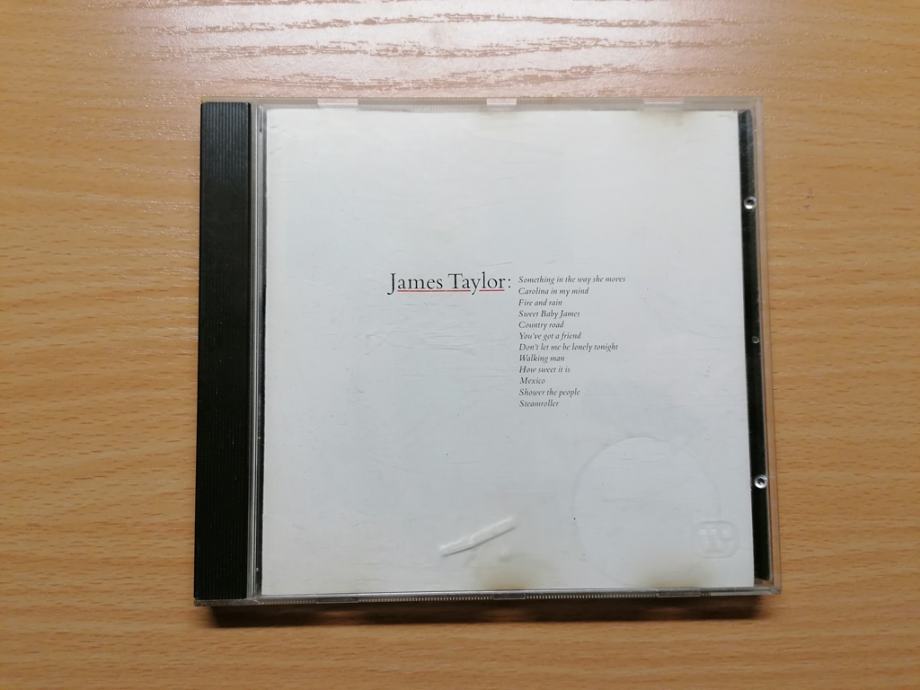 James Taylor:
Something in the way she moves
Carolina in my mind
Fire and rain
Sweet Baby James
Country road
You've got a friend
Don't let me be lonely tonight
Walking man
How sweet it is
Mexico
Shower the people
Steamroller